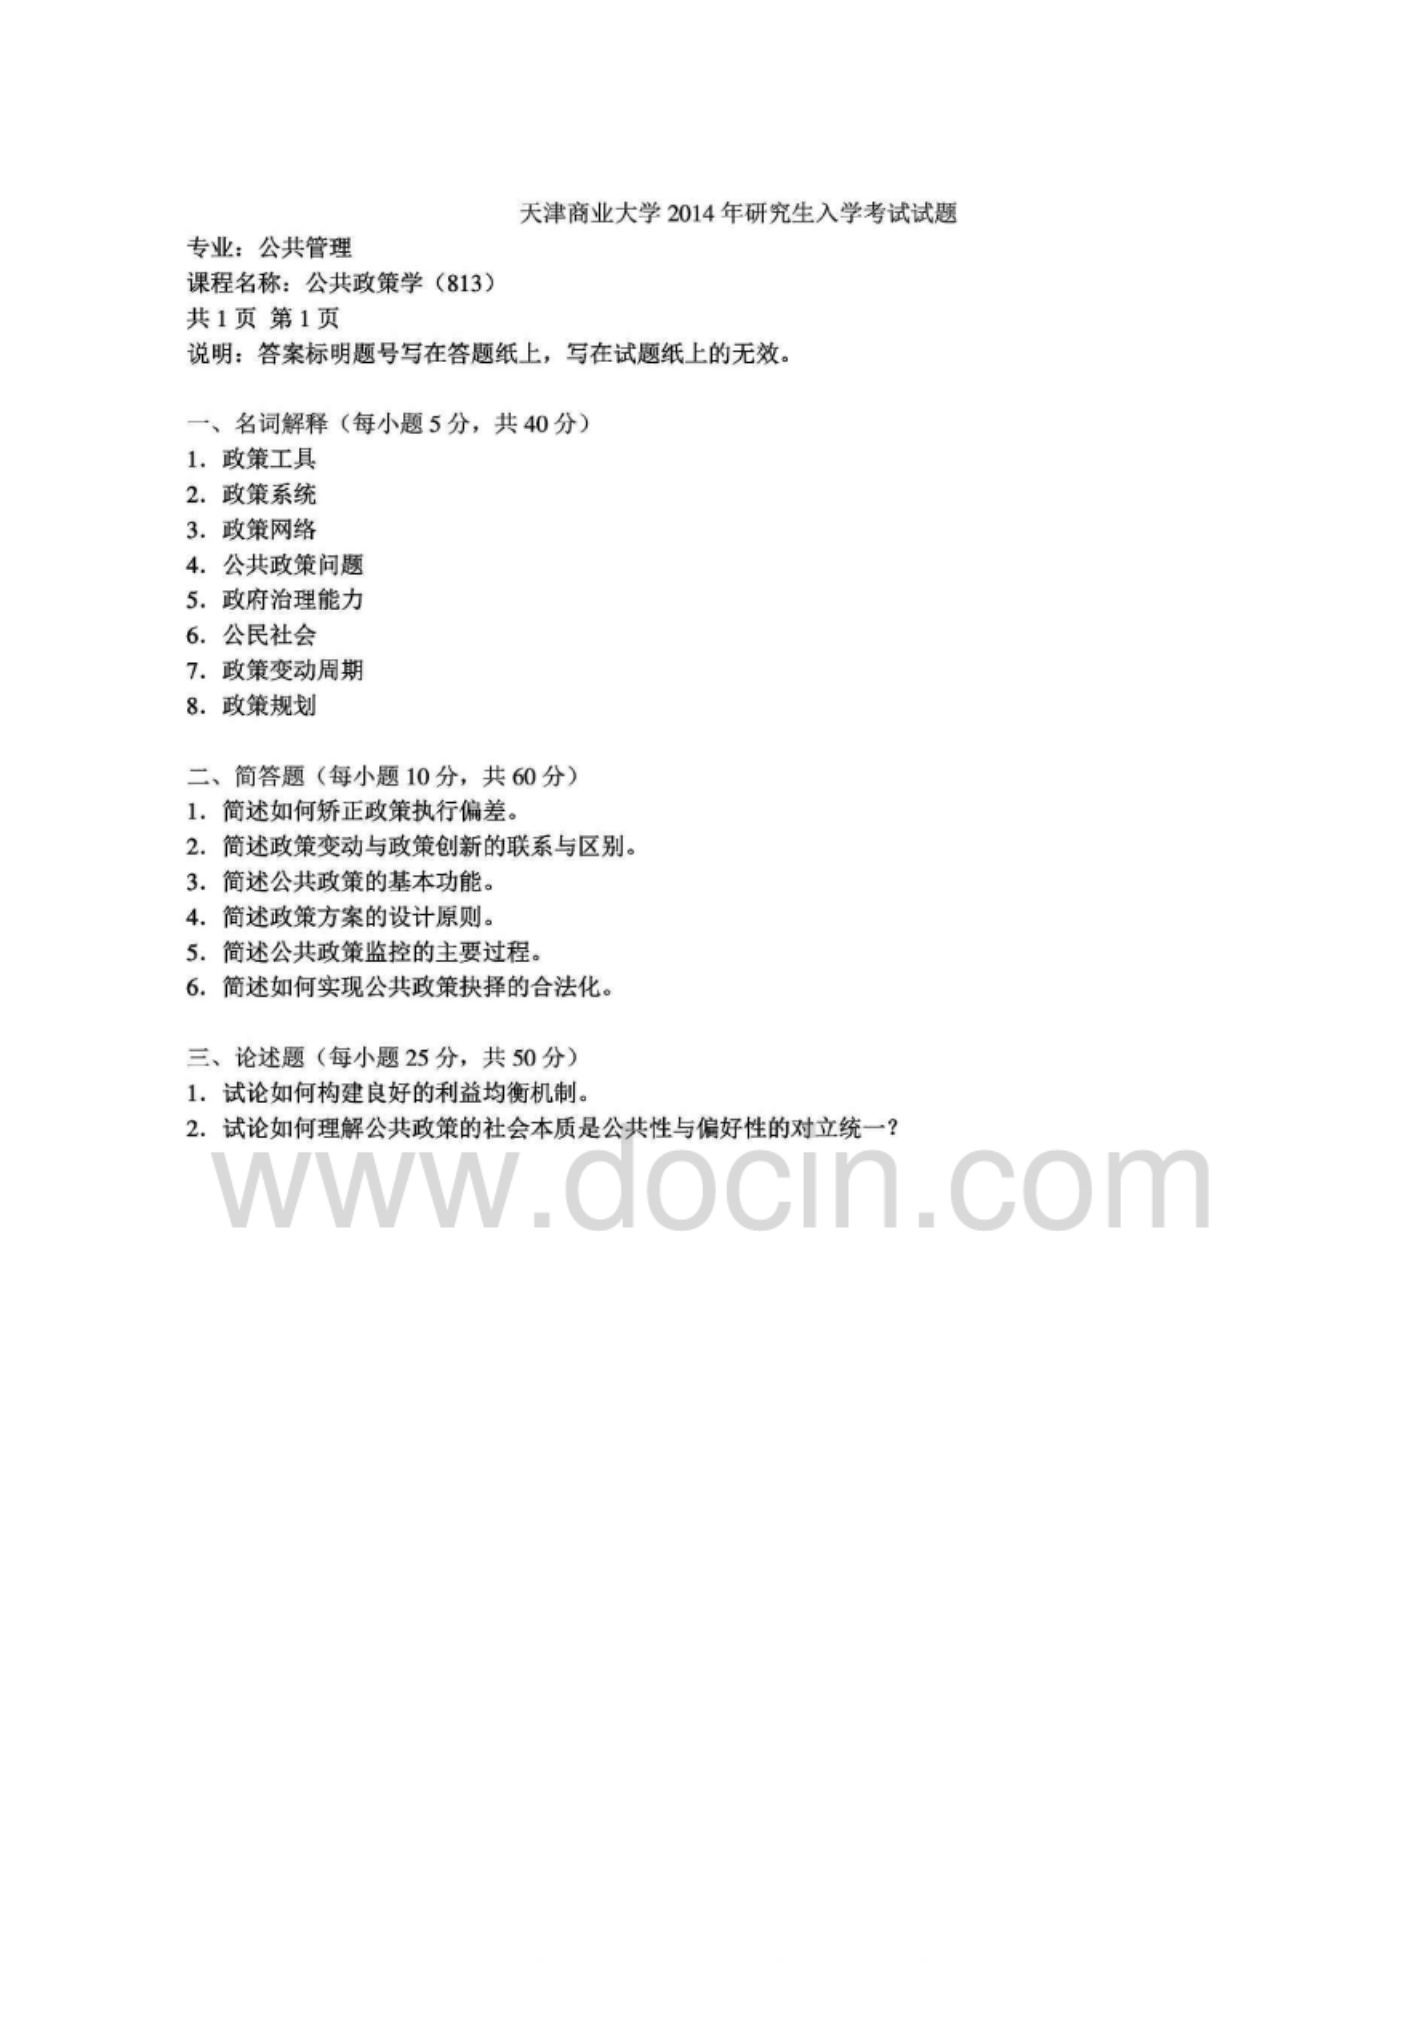 天津商业大学 2014 年研究生入学考试试题
专业：公共管理
课程名称：公共政策学（813）
共 1 页 第 1 页
说明：答案标明题号写在答题纸上，写在试题纸上的无效。
一、名词解释（每小题 5 分，共 40 分）
1．政策工具
2．政策系统
3．政策网络
4．公共政策问题
5．政府治理能力
6．公民社会
7．政策变动周期
8．政策规划
二、简答题（每小题 10 分，共 60 分）
1．简述如何矫正政策执行偏差。
2．简述政策变动与政策创新的联系与区别。
3．简述公共政策的基本功能。
4．简述政策方案的设计原则。
5．简述公共政策监控的主要过程。
6．简述如何实现公共政策抉择的合法化。
三、论述题（每小题 25 分，共 50 分）
1．试论如何构建良好的利益均衡机制。
2．试论如何理解公共政策的社会本质是公共性与偏好性的对立统一？
www.docin.com